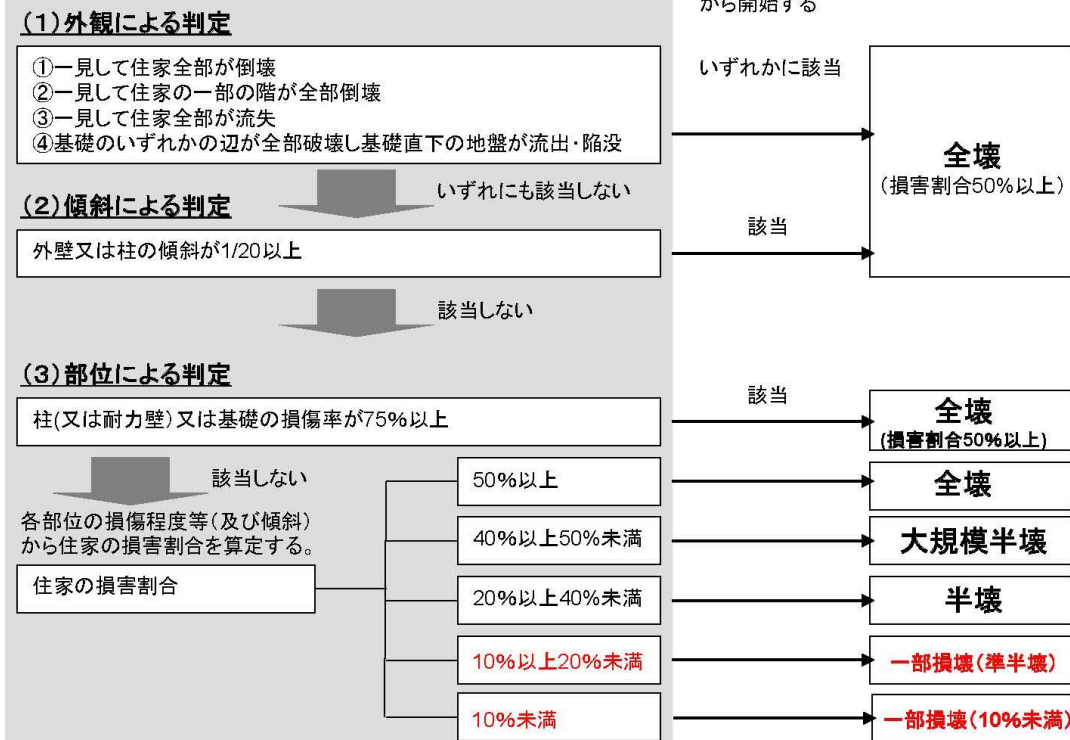 から開始する
(1)外観による判定
①一見して住家全部が倒壊
②一見して住家の一部の階が全部倒壊
③一見して住家全部が流失
④基礎のいずれかの辺が全部破壊し基礎直下の地盤が流出・陥没
いずれかに該当
全壊
(損害割合50%以上)
いずれにも該当しない
(2)傾斜による判定
外壁又は柱の傾斜が1/20以上
該当
該当しない
(3)部位による判定
柱(又は耐力壁)又は基礎の損傷率が75%以上
該当
全壊
(損害割合50%以上)
該当しない
各部位の損傷程度等(及び傾斜)
から住家の損害割合を算定する。
住家の損害割合
50%以上
全壊
40%以上50%未満
大規模半壊
20%以上40%未満
半壊
10%以上20%未満
一部損壊(準半壊)
10%未満
一部損壊(10%未満)